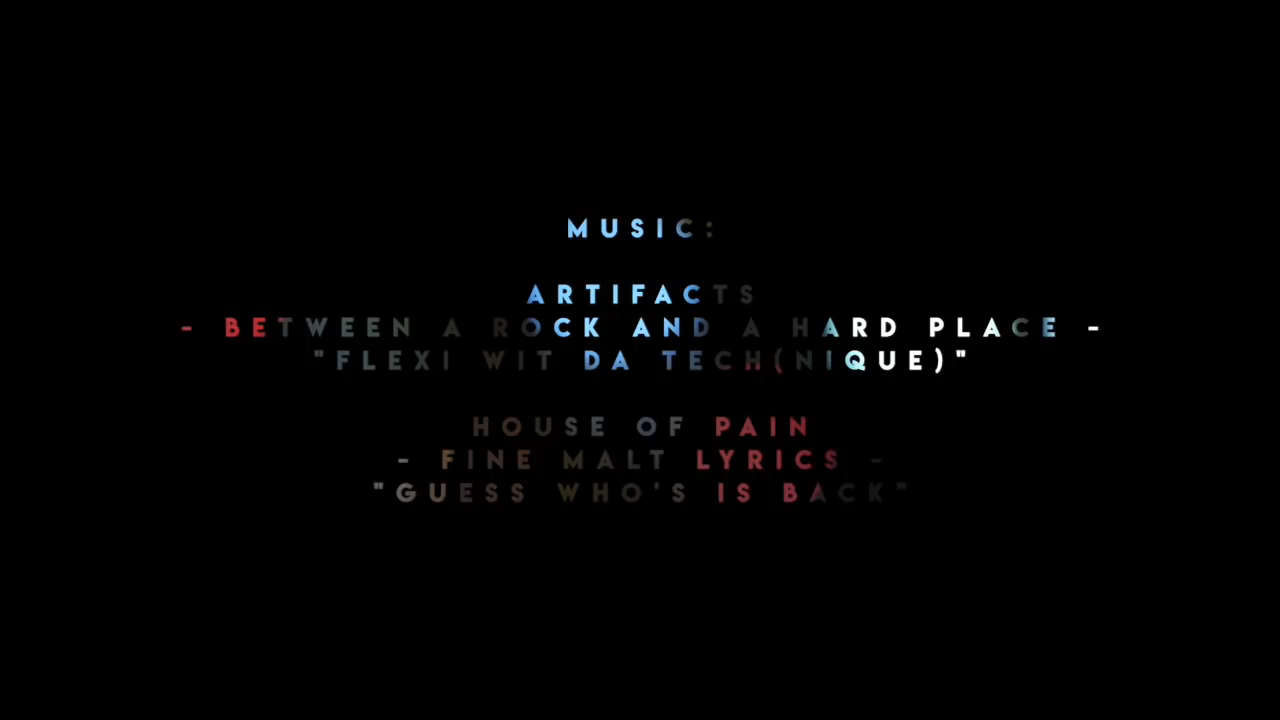 MUSIC:
ARTIFACTS
- BETWEEN A ROCK AND A HARD PLACE -
"FLEXI WIT DA TECH(NIQUE)"
HOUSE OF PAIN
- FINE MALT LYRICS -
"GUESS WHO'S IS BACK"